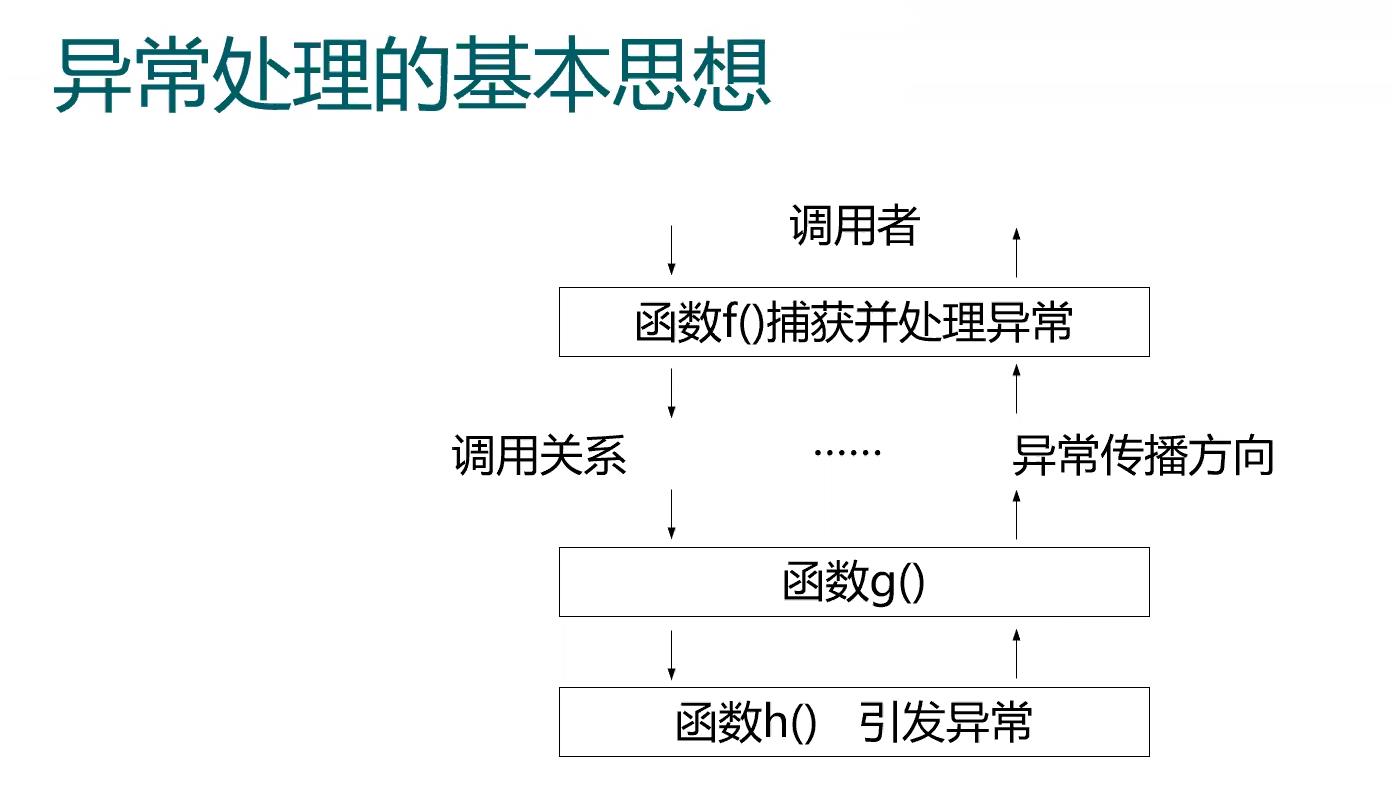 异常处理的基本思想
调用者
函数f()捕获并处理异常
调用关系
······
异常传播方向
函数g()
函数h() 引发异常